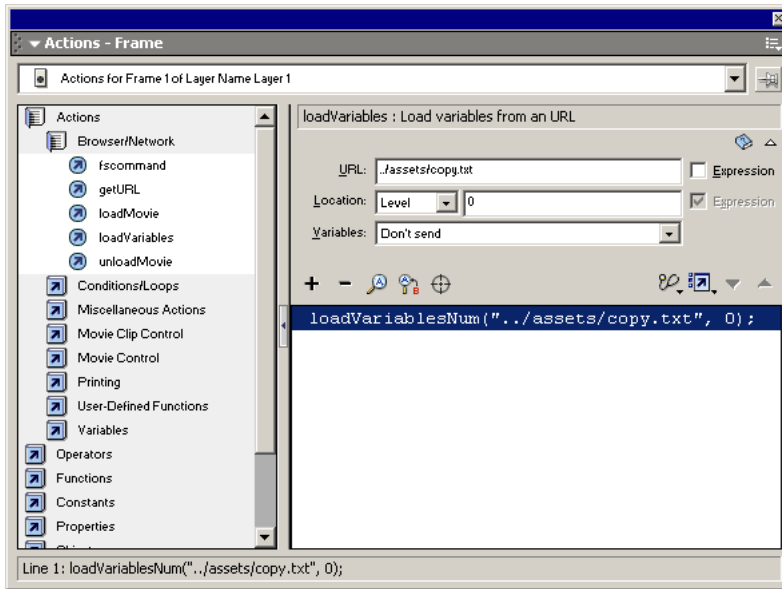 Actions - Frame
Actions for Frame 1 of Layer Name Layer 1
Actions
Browser/Network
fscommand
getURL
loadMovie
loadVariables
unloadMovie
Conditions/Loops
Miscellaneous Actions
Movie Clip Control
Movie Control
Printing
User-Defined Functions
Variables
Operators
Functions
Constants
Properties
loadVariables : Load variables from an URL
URL: ../assets/copy.txt Expression
Location: Level 0 Expression
Variables: Don't send
loadVariablesNum("../assets/copy.txt", 0);
Line 1: loadVariablesNum("../assets/copy.txt", 0);